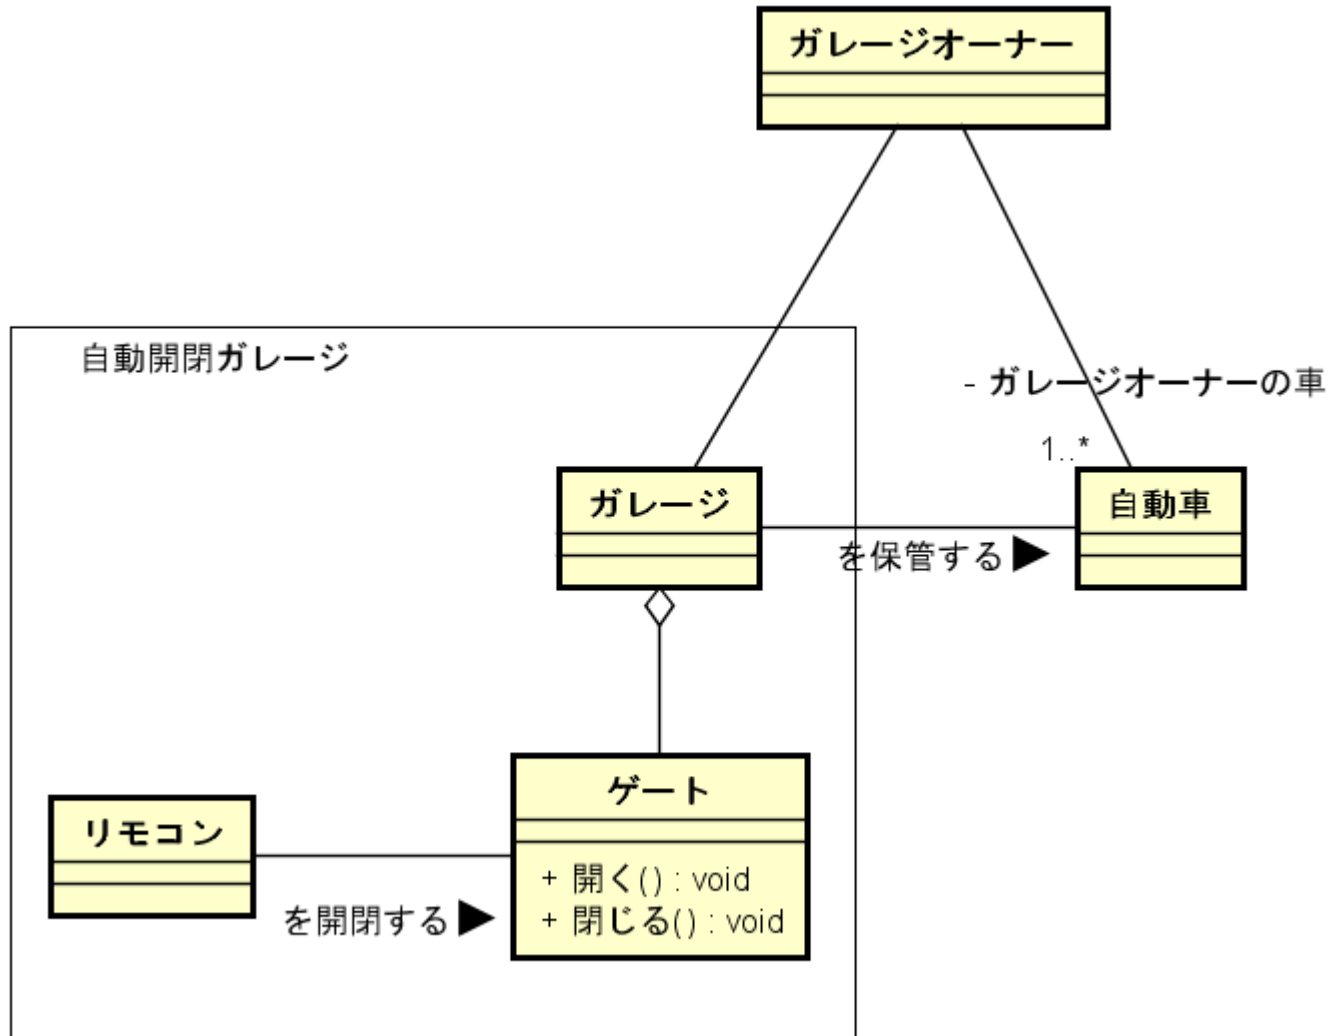 ガレージオーナー
自動開閉ガレージ
- ガレージオーナーの車
1..*
ガレージ
自動車
を保管する ▶
ゲート
リモコン
+ 開く() : void
+ 閉じる() : void
を開閉する ▶